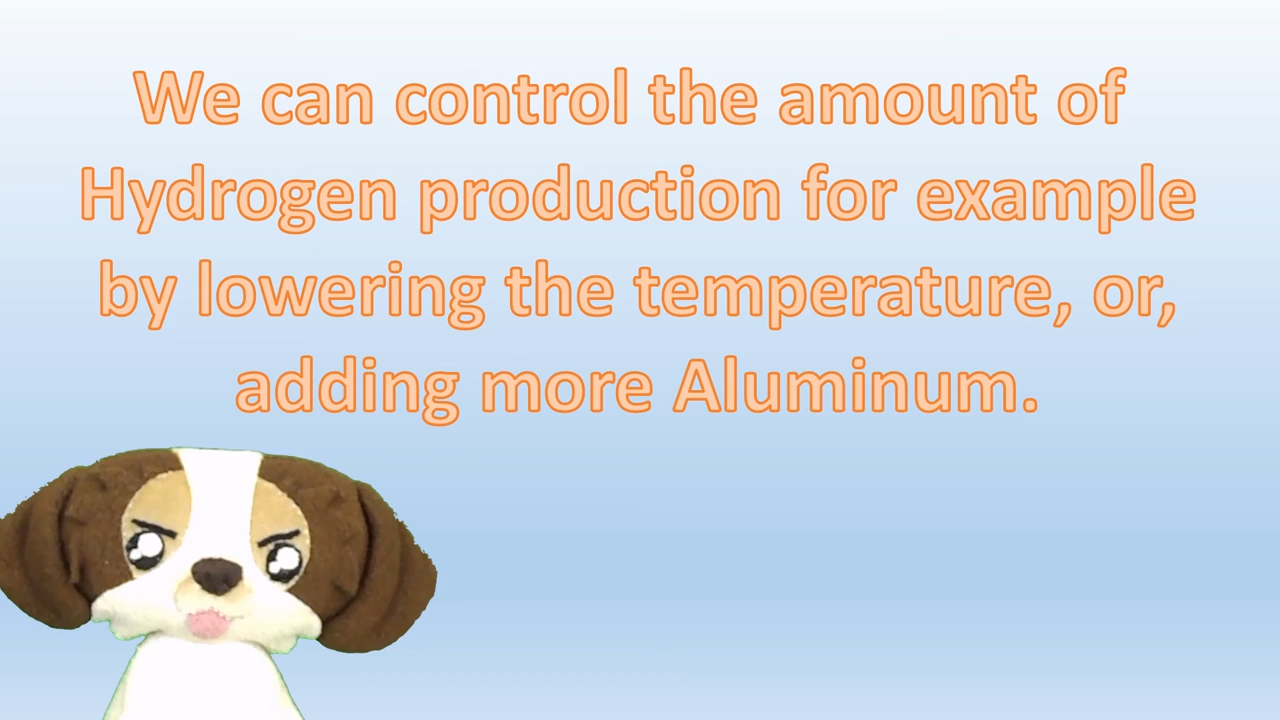 We can control the amount of
Hydrogen production for example
by lowering the temperature, or,
adding more Aluminum.